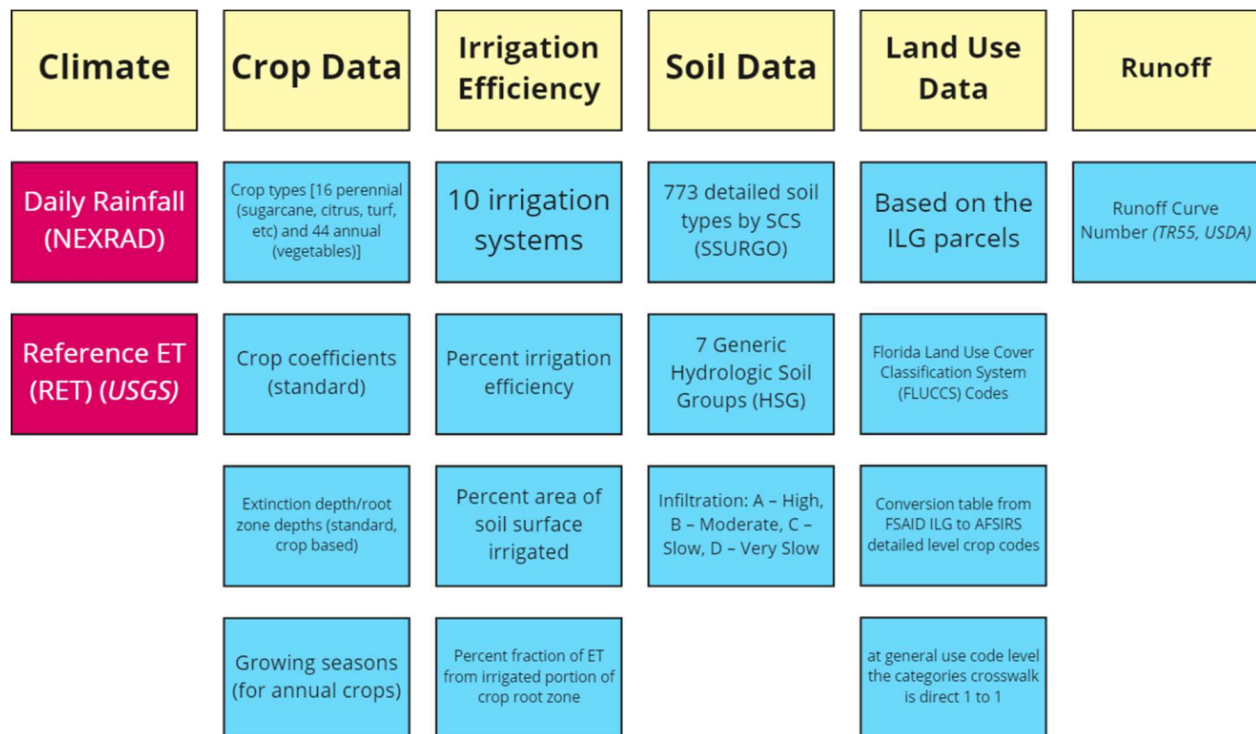 Climate
Crop Data
Irrigation
Efficiency
Soil Data
Land Use
Data
Runoff
Daily Rainfall
(NEXRAD)
Crop types [16 perennial
(sugarcane, citrus, turf,
etc) and 44 annual
(vegetables)]
10 irrigation
systems
773 detailed soil
types by SCS
(SSURGO)
Based on the
ILG parcels
Runoff Curve
Number (TR55, USDA)
Reference ET
(RET) (USGS)
Crop coefficients
(standard)
Percent irrigation
efficiency
7 Generic
Hydrologic Soil
Groups (HSG)
Florida Land Use Cover
Classification System
(FLUCCS) Codes
Extinction depth/root
zone depths (standard,
crop based)
Percent area of
soil surface
irrigated
Infiltration: A – High,
B – Moderate, C –
Slow, D – Very Slow
Conversion table from
FSAID ILG to AFSIRS
detailed level crop codes
Growing seasons
(for annual crops)
Percent fraction of ET
from irrigated portion of
crop root zone
at general use code level
the categories crosswalk
is direct 1 to 1